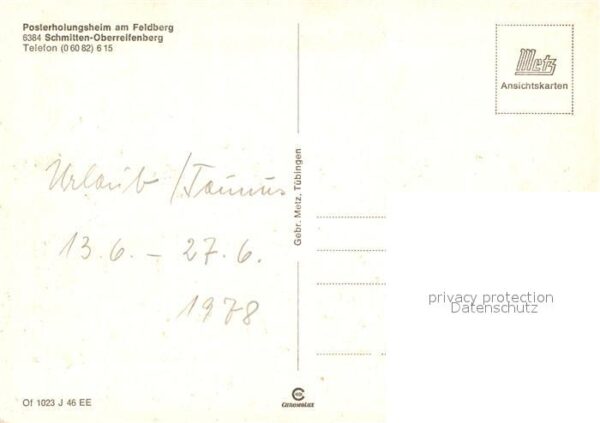 Posterholungsheim am Feldberg
6384 Schmitten-Oberreifenberg
Telefon (0 60 82) 6 15
Metz
Ansichtskarten
Urlaub / Taunus
13. 6. – 27. 6.
1978
Gebr. Metz, Tübingen
privacy protection
Datenschutz
Of 1023 J 46 EE